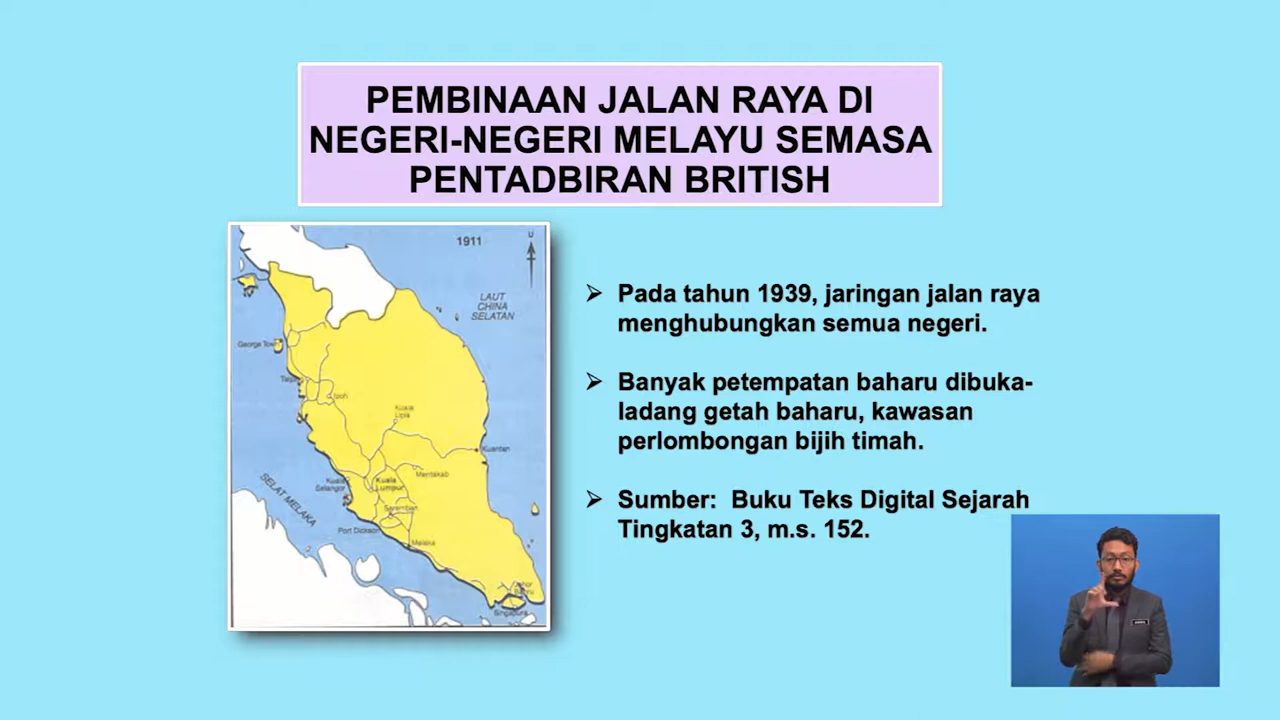 PEMBINAAN JALAN RAYA DI
NEGERI-NEGERI MELAYU SEMASA
PENTADBIRAN BRITISH
1911
U
LAUT
CHINA
SELATAN
George Town
Taiping
Ipoh
Kuala
Lipis
Kuantan
Mentakab
Kuala
Selangor
Kuala
Lumpur
SELAT MELAKA
Seremban
Port Dickson
Melaka
Johor
Singapura
Pada tahun 1939, jaringan jalan raya
menghubungkan semua negeri.
Banyak petempatan baharu dibuka-
ladang getah baharu, kawasan
perlombongan bijih timah.
Sumber: Buku Teks Digital Sejarah
Tingkatan 3, m.s. 152.